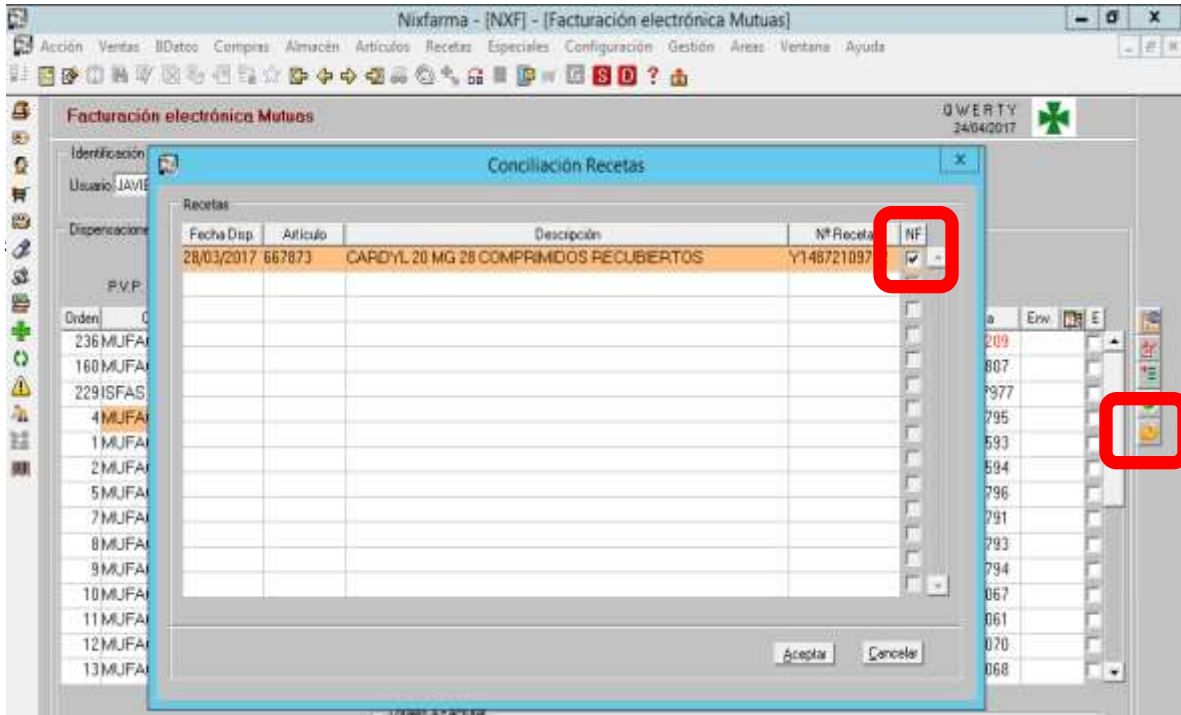 Nixfarma - [NXF] - [Facturación electrónica Mutuas]
Acción Ventas BDatos Compras Almacén Artículos Recetas Especiales Configuración Gestión Areas Ventana Ayuda
S D ?
Facturación electrónica Mutuas
QWERTY
24/04/2017
Identificación
Usuario JAVIE
Conciliación Recetas
Recetas
Dispensacione
Fecha Disp. Artículo Descripción Nº Receta NF
28/03/2017 667873 CARDYL 20 MG 28 COMPRIMIDOS RECUBIERTOS Y148721097
P.V.P.
Orden Env. E
236 MUFA 209
160 MUFA 807
229 ISFAS 977
4 MUFA 795
1 MUFA 593
2 MUFA 594
5 MUFA 796
7 MUFA 791
8 MUFA 793
9 MUFA 794
10 MUFA 067
11 MUFA 061
12 MUFA 070
13 MUFA 068
Aceptar Cancelar